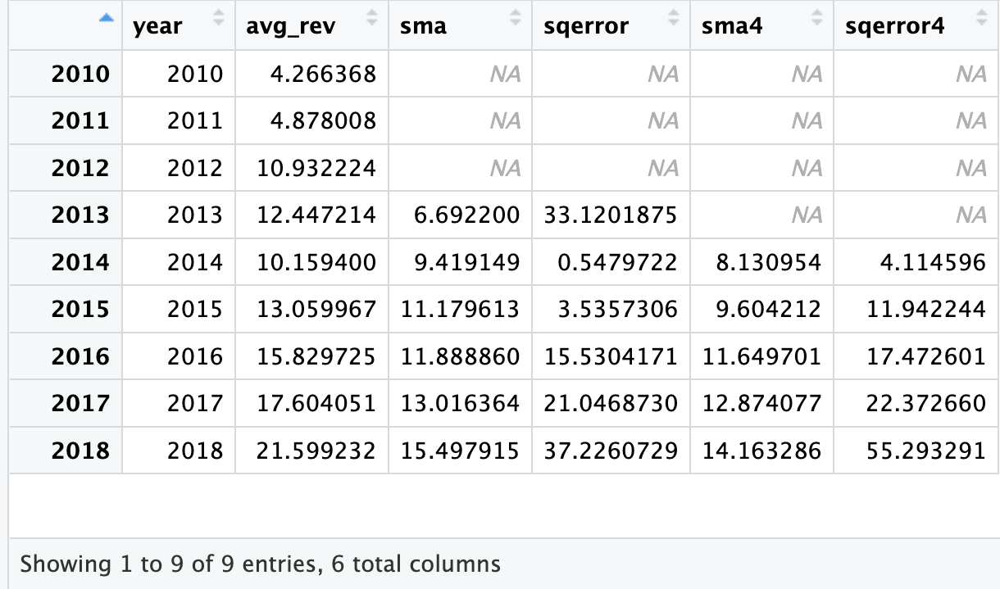 year avg_rev sma sqerror sma4 sqerror4
2010 2010 4.266368 NA NA NA NA
2011 2011 4.878008 NA NA NA NA
2012 2012 10.932224 NA NA NA NA
2013 2013 12.447214 6.692200 33.1201875 NA NA
2014 2014 10.159400 9.419149 0.5479722 8.130954 4.114596
2015 2015 13.059967 11.179613 3.5357306 9.604212 11.942244
2016 2016 15.829725 11.888860 15.5304171 11.649701 17.472601
2017 2017 17.604051 13.016364 21.0468730 12.874077 22.372660
2018 2018 21.599232 15.497915 37.2260729 14.163286 55.293291
Showing 1 to 9 of 9 entries, 6 total columns